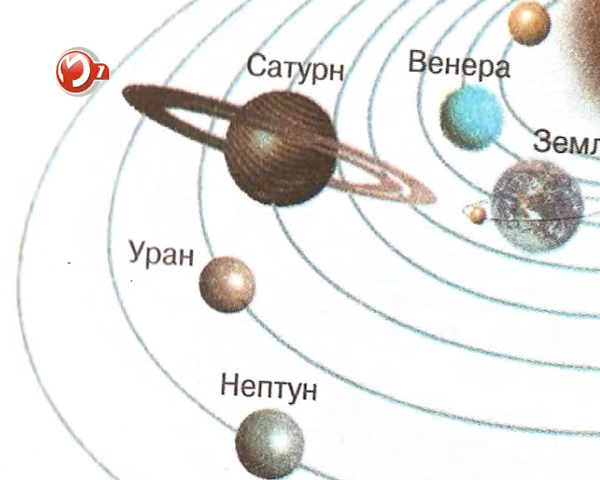 Сатурн
Венера
Земл
Уран
Нептун